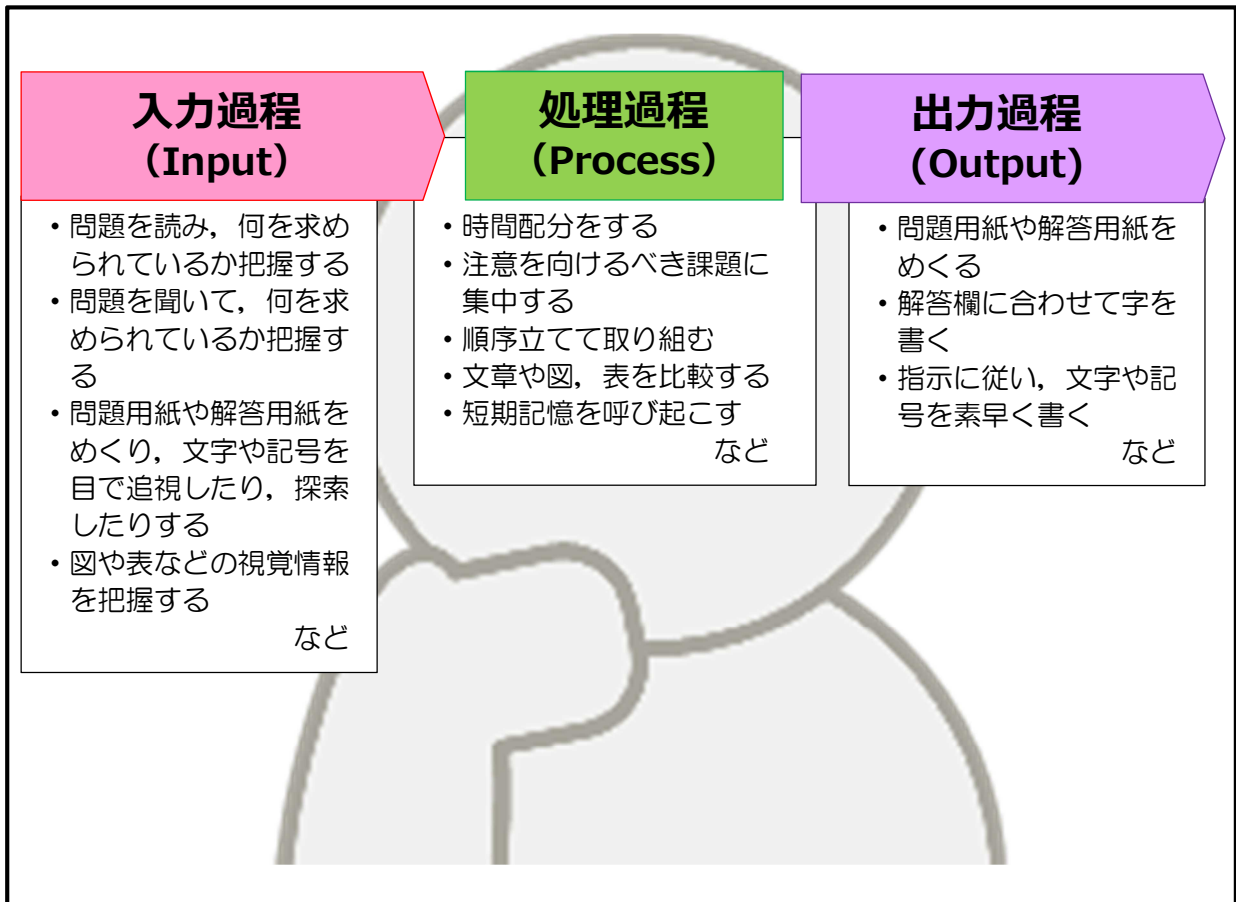 入力過程
（Input）
・問題を読み，何を求め
られているか把握する
・問題を聞いて，何を求
められているか把握す
る
・問題用紙や解答用紙を
めくり，文字や記号を
目で追視したり，探索
したりする
・図や表などの視覚情報
を把握する
など
処理過程
（Process）
・時間配分をする
・注意を向けるべき課題に
集中する
・順序立てて取り組む
・文章や図，表を比較する
・短期記憶を呼び起こす
など
出力過程
(Output)
・問題用紙や解答用紙を
めくる
・解答欄に合わせて字を
書く
・指示に従い，文字や記
号を素早く書く
など